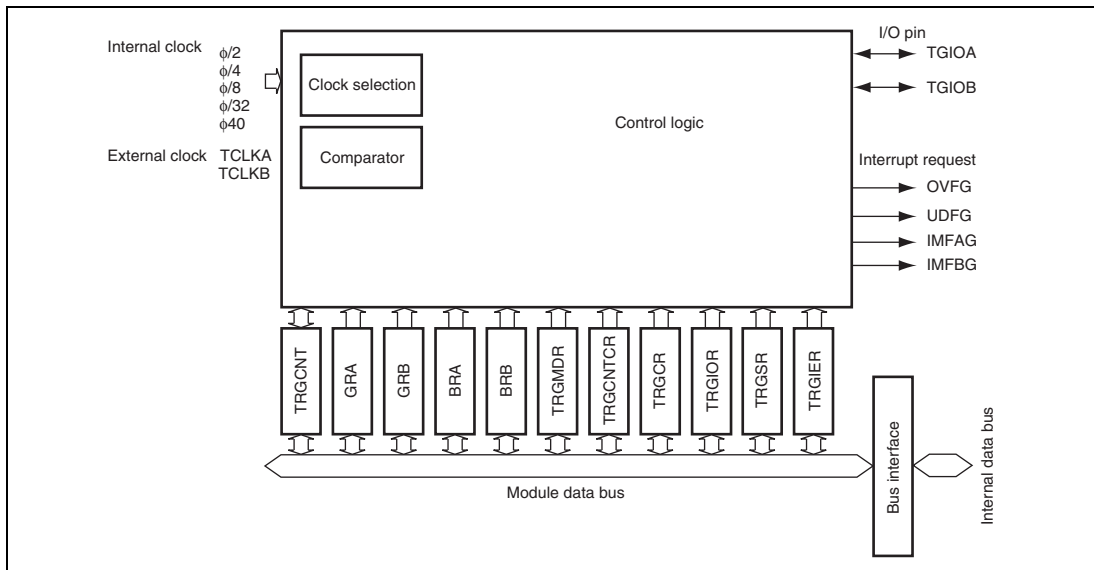 Internal clock
ϕ/2
ϕ/4
ϕ/8
ϕ/32
ϕ40
External clock TCLKA
TCLKB
Clock selection
Comparator
Control logic
I/O pin
TGIOA
TGIOB
Interrupt request
OVFG
UDFG
IMFAG
IMFBG
TRGCNT
GRA
GRB
BRA
BRB
TRGMDR
TRGCNTCR
TRGCR
TRGIOR
TRGSR
TRGIER
Module data bus
Bus interface
Internal data bus